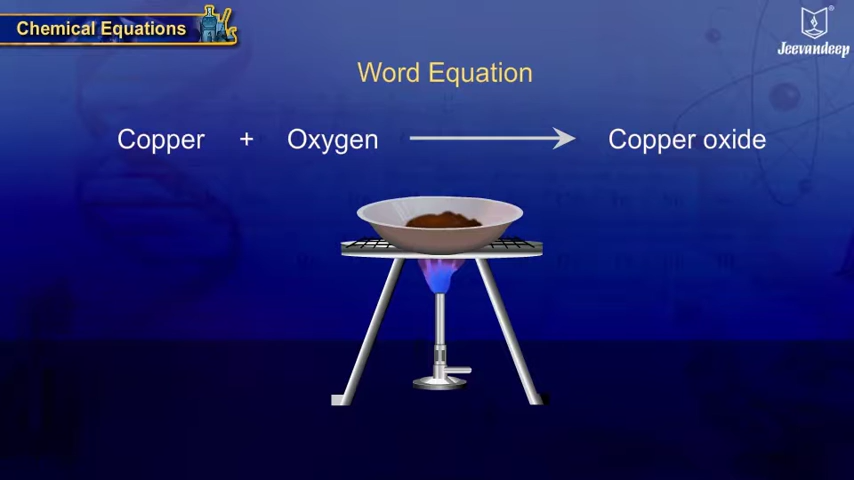 Chemical Equations
Jeevandeep
Word Equation
Copper + Oxygen ⟶ Copper oxide